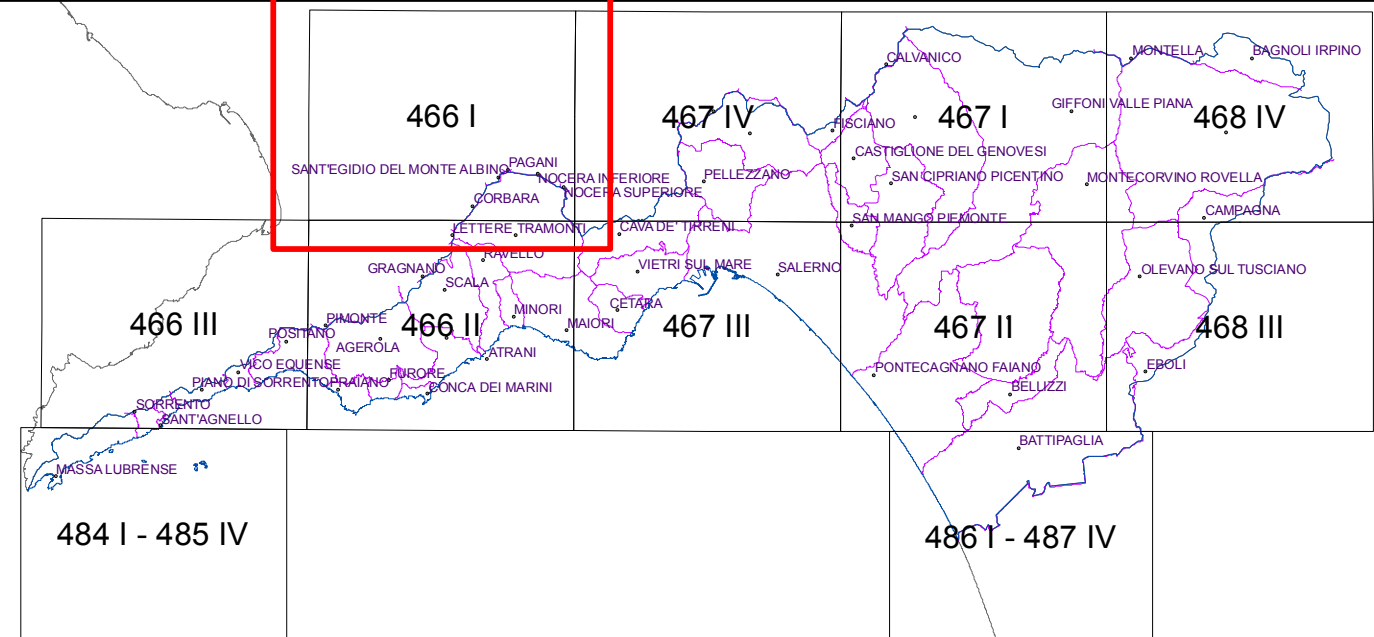 CALVANICO
MONTELLA
BAGNOLI IRPINO
466 I
467 IV
467 I
GIFFONI VALLE PIANA
468 IV
FISCIANO
CASTIGLIONE DEL GENOVESI
SANT'EGIDIO DEL MONTE ALBINO
PAGANI
NOCERA INFERIORE
PELLEZZANO
SAN CIPRIANO PICENTINO
MONTECORVINO ROVELLA
NOCERA SUPERIORE
CORBARA
CAMPAGNA
SAN MANGO PIEMONTE
LETTERE
TRAMONTI
CAVA DE' TIRRENI
RAVELLO
GRAGNANO
VIETRI SUL MARE
SALERNO
OLEVANO SUL TUSCIANO
SCALA
CETARA
MINORI
PIMONTE
466 III
466 II
MAIORI
467 III
467 II
468 III
POSITANO
AGEROLA
ATRANI
VICO EQUENSE
FURORE
PONTECAGNANO FAIANO
EBOLI
PIANO DI SORRENTO
PRAIANO
CONCA DEI MARINI
BELLIZZI
SORRENTO
SANT'AGNELLO
BATTIPAGLIA
MASSA LUBRENSE
484 I - 485 IV
486 I - 487 IV